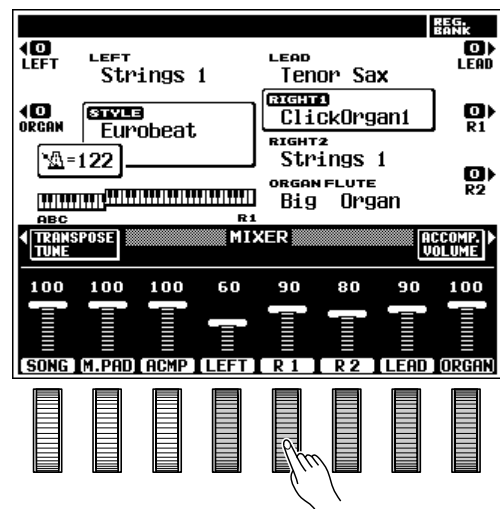 REG.
BANK
0
LEFT
LEFT
Strings 1
LEAD
Tenor Sax
0
LEAD
0
ORGAN
STYLE
Eurobeat
RIGHT1
ClickOrgan1
0
R1
=122
RIGHT2
Strings 1
0
R2
ORGAN FLUTE
Big Organ
ABC R1
TRANSPOSE
TUNE
MIXER
ACCOMP.
VOLUME
100 100 100 60 90 80 90 100
SONG M.PAD ACMP LEFT R 1 R 2 LEAD ORGAN